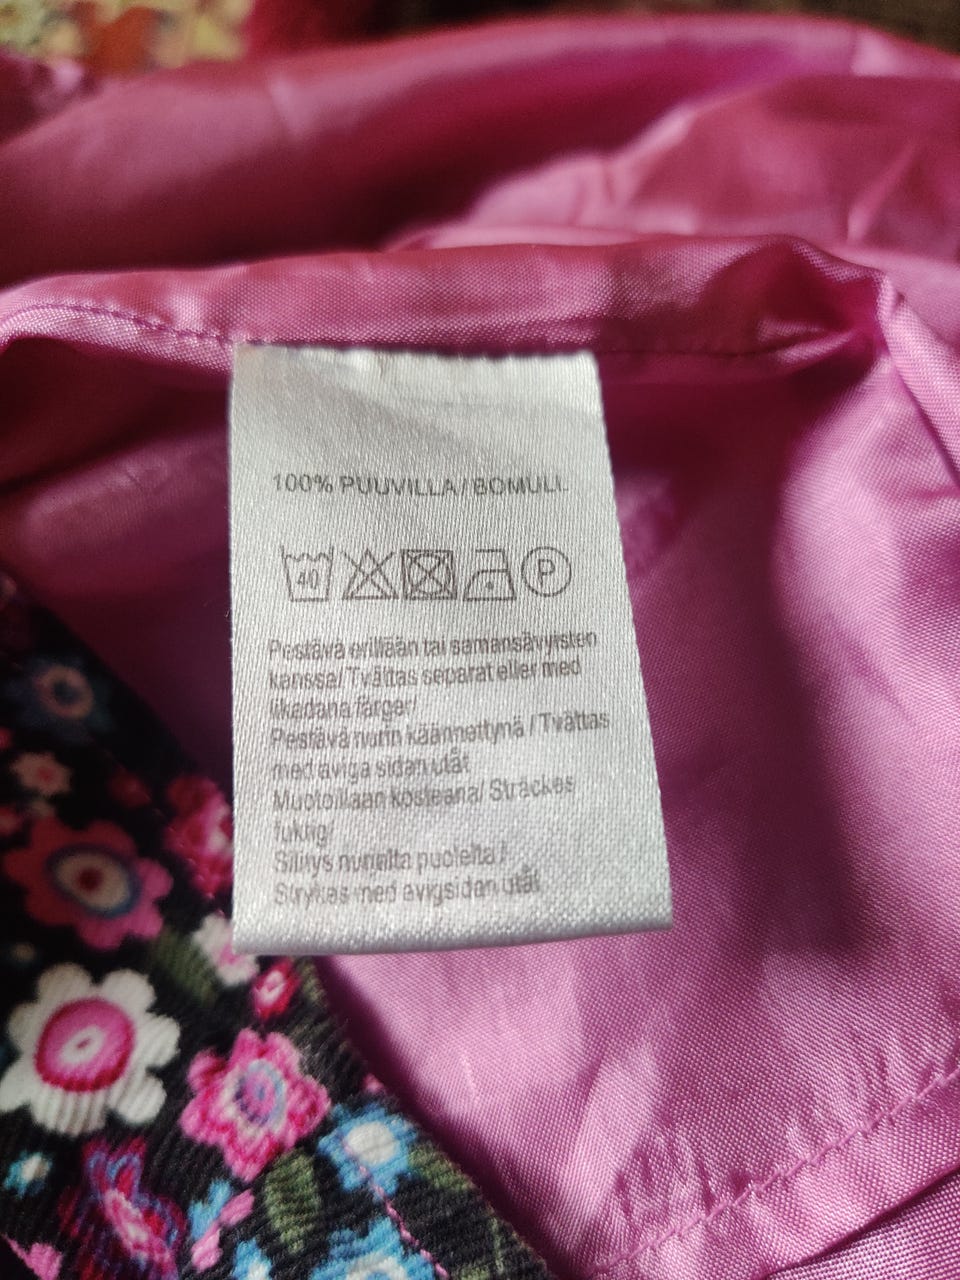 100% PUUVILLA / BOMULL
40 P
Pestävä erillään tai samansävyisten
kanssa/ Tvättas separat eller med
likadana färger/
Pestävä nurin käännettynä / Tvättas
med aviga sidan utåt
Muotoillaan kosteana/ Sträckes
fuktig/
Silitys nurjalta puolelta /
Strykes med avigsidan utåt